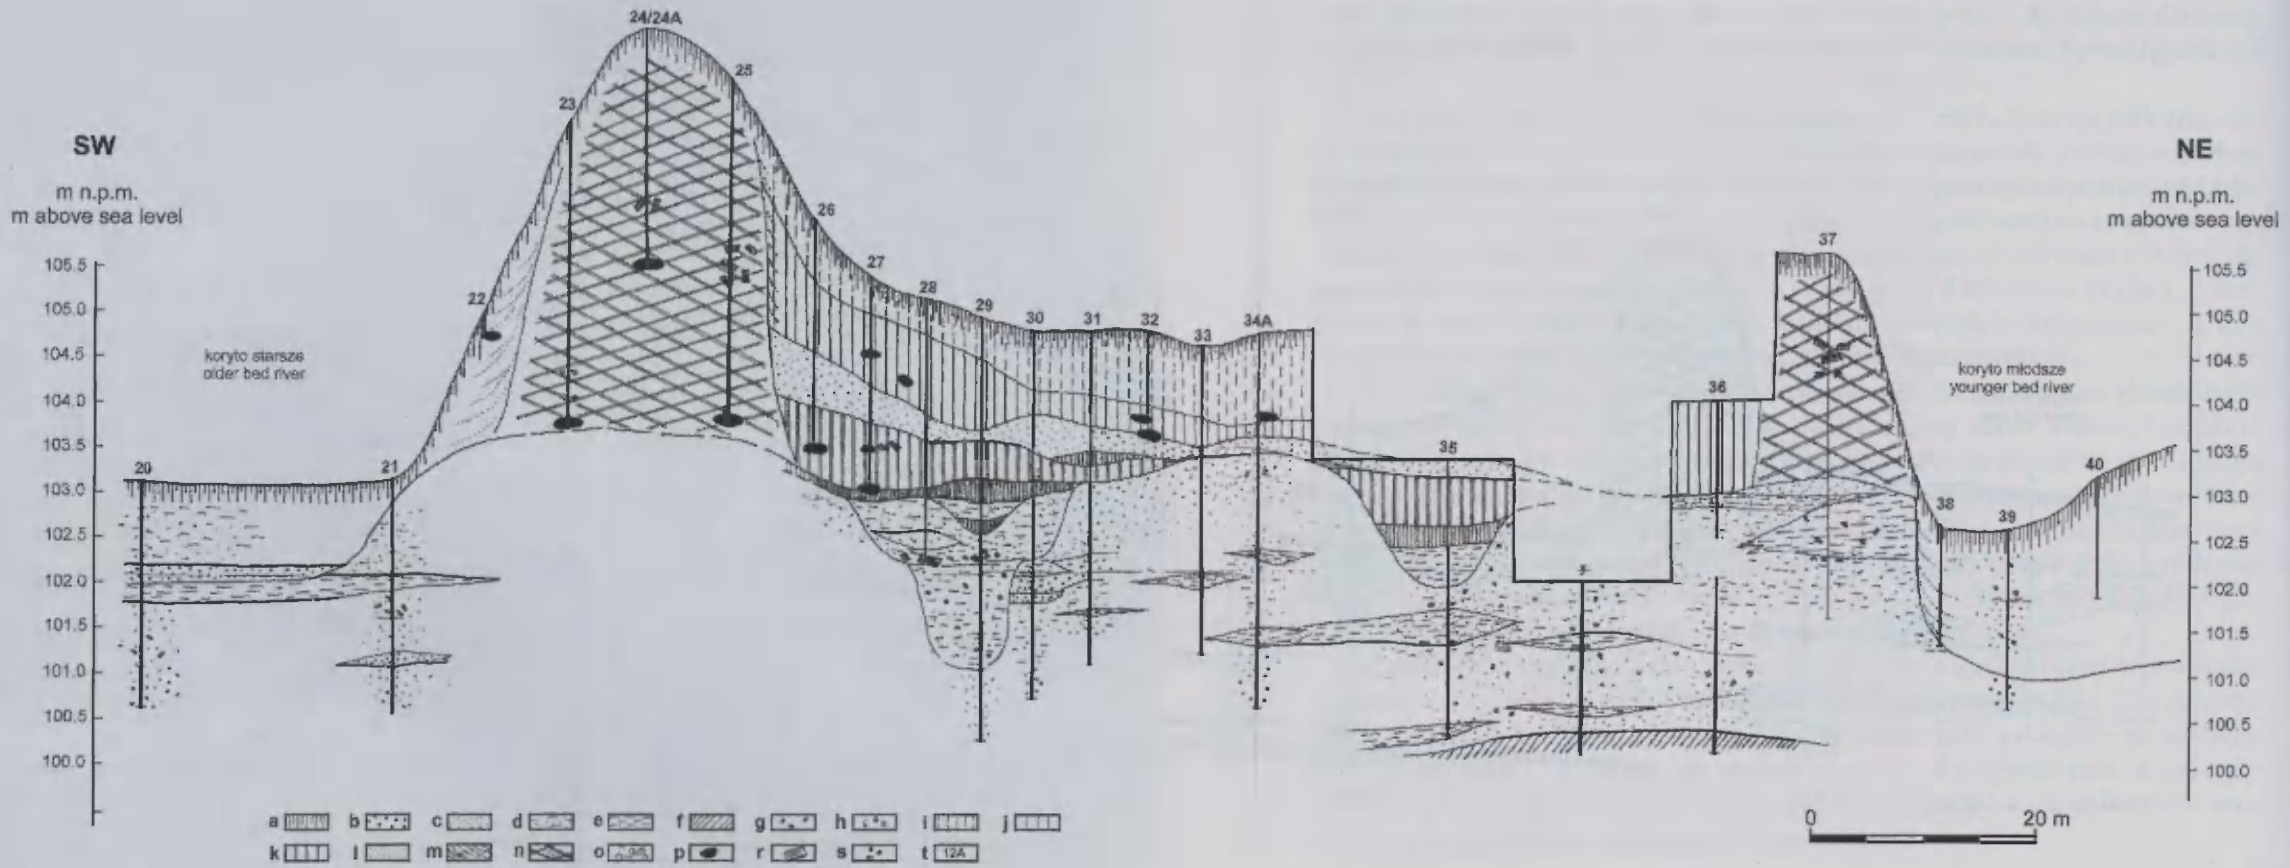 24/24A
25
23
SW
NE
m n.p.m.
m above sea level
m n.p.m.
m above sea level
26
37
27
22
28
29
30
31
32
33
34A
36
35
koryto starsze
older bed river
koryto młodsze
younger bed river
20
21
38
39
40
105.5
105.0
104.5
104.0
103.5
103.0
102.5
102.0
101.5
101.0
100.5
100.0
105.5
105.0
104.5
104.0
103.5
103.0
102.5
102.0
101.5
101.0
100.5
100.0
a b c d e f g h i j
k l m n o p r s t 12A
0 20 m